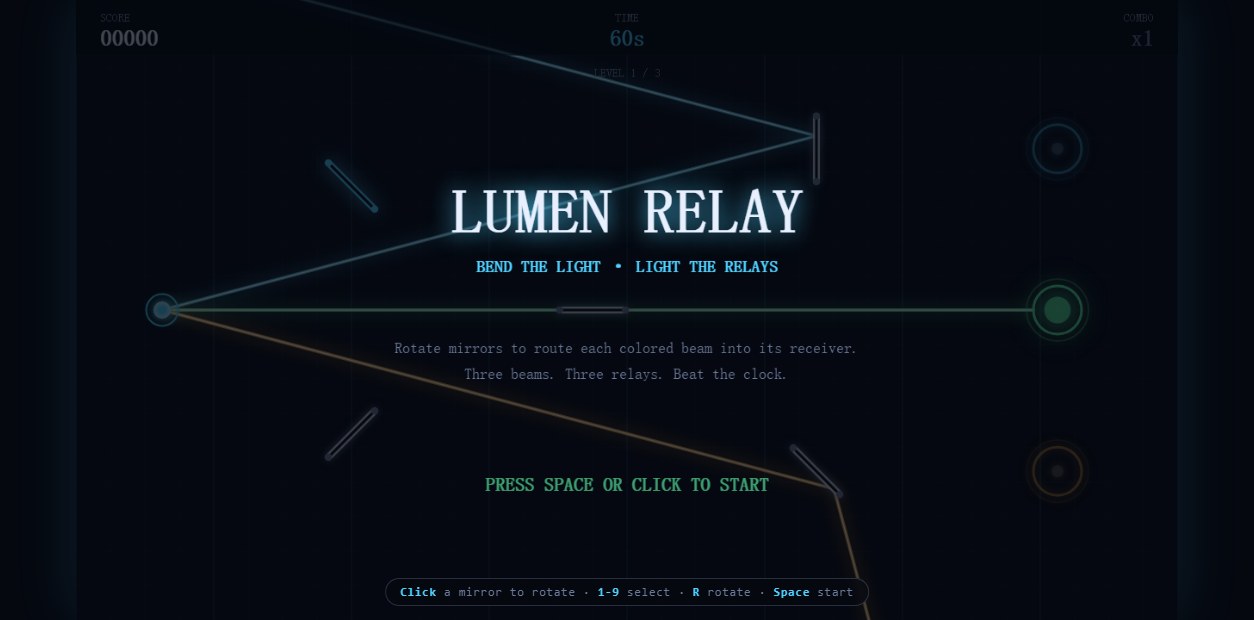 SCORE TIME COMBO
00000 60s x1
LEVEL 1 / 3
LUMEN RELAY
BEND THE LIGHT • LIGHT THE RELAYS
Rotate mirrors to route each colored beam into its receiver.
Three beams. Three relays. Beat the clock.
PRESS SPACE OR CLICK TO START
Click a mirror to rotate · 1-9 select · R rotate · Space start